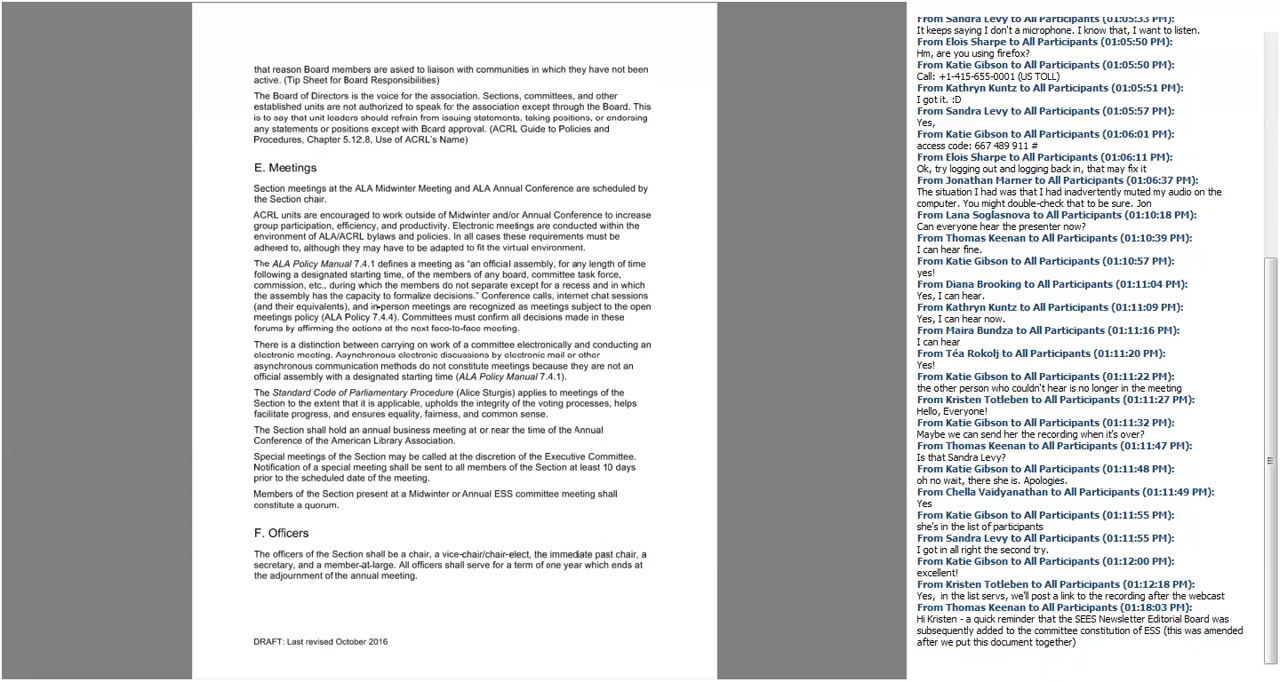 that reason Board members are asked to liaison with communities in which they have not been
active. (Tip Sheet for Board Responsibilities)
The Board of Directors is the voice for the association. Sections, committees, and other
established units are not authorized to speak for the association except through the Board. This
is to say that unit leaders should refrain from issuing statements, taking positions, or endorsing
any statements or positions except with Board approval. (ACRL Guide to Policies and
Procedures, Chapter 5.12.8, Use of ACRL's Name)
E. Meetings
Section meetings at the ALA Midwinter Meeting and ALA Annual Conference are scheduled by
the Section chair.
ACRL units are encouraged to work outside of Midwinter and/or Annual Conference to increase
group participation, efficiency, and productivity. Electronic meetings are conducted within the
environment of ALA/ACRL bylaws and policies. In all cases these requirements must be
adhered to, although they may have to be adapted to fit the virtual environment.
The ALA Policy Manual 7.4.1 defines a meeting as “an official assembly, for any length of time
following a designated starting time, of the members of any board, committee task force,
commission, etc., during which the members do not separate except for a recess and in which
the assembly has the capacity to formalize decisions.” Conference calls, internet chat sessions
(and their equivalents), and in-person meetings are recognized as meetings subject to the open
meetings policy (ALA Policy 7.4.4). Committees must confirm all decisions made in these
forums by affirming the actions at the next face-to-face meeting.
There is a distinction between carrying on work of a committee electronically and conducting an
electronic meeting. Asynchronous electronic discussions by electronic mail or other
asynchronous communication methods do not constitute meetings because they are not an
official assembly with a designated starting time (ALA Policy Manual 7.4.1).
The Standard Code of Parliamentary Procedure (Alice Sturgis) applies to meetings of the
Section to the extent that it is applicable, upholds the integrity of the voting processes, helps
facilitate progress, and ensures equality, fairness, and common sense.
The Section shall hold an annual business meeting at or near the time of the Annual
Conference of the American Library Association.
Special meetings of the Section may be called at the discretion of the Executive Committee.
Notification of a special meeting shall be sent to all members of the Section at least 10 days
prior to the scheduled date of the meeting.
Members of the Section present at a Midwinter or Annual ESS committee meeting shall
constitute a quorum.
F. Officers
The officers of the Section shall be a chair, a vice-chair/chair-elect, the immediate past chair, a
secretary, and a member-at-large. All officers shall serve for a term of one year which ends at
the adjournment of the annual meeting.
DRAFT: Last revised October 2016
From Sandra Levy to All Participants (01:05:33 PM):
It keeps saying I don't a microphone. I know that, I want to listen.
From Elois Sharpe to All Participants (01:05:50 PM):
Hm, are you using firefox?
From Katie Gibson to All Participants (01:05:50 PM):
Call: +1-415-655-0001 (US TOLL)
From Kathryn Kuntz to All Participants (01:05:51 PM):
I got it. :D
From Sandra Levy to All Participants (01:05:57 PM):
Yes,
From Katie Gibson to All Participants (01:06:01 PM):
access code: 667 489 911 #
From Elois Sharpe to All Participants (01:06:11 PM):
Ok, try logging out and logging back in, that may fix it
From Jonathan Marner to All Participants (01:06:37 PM):
The situation I had was that I had inadvertently muted my audio on the
computer. You might double-check that to be sure. Jon
From Lana Soglasnova to All Participants (01:10:18 PM):
Can everyone hear the presenter now?
From Thomas Keenan to All Participants (01:10:39 PM):
I can hear fine.
From Katie Gibson to All Participants (01:10:57 PM):
yes!
From Diana Brooking to All Participants (01:11:04 PM):
Yes, I can hear.
From Kathryn Kuntz to All Participants (01:11:09 PM):
Yes, I can hear now.
From Maira Bundza to All Participants (01:11:16 PM):
I can hear
From Téa Rokolj to All Participants (01:11:20 PM):
Yes!
From Katie Gibson to All Participants (01:11:22 PM):
the other person who couldn't hear is no longer in the meeting
From Kristen Totleben to All Participants (01:11:27 PM):
Hello, Everyone!
From Katie Gibson to All Participants (01:11:32 PM):
Maybe we can send her the recording when it's over?
From Thomas Keenan to All Participants (01:11:47 PM):
Is that Sandra Levy?
From Katie Gibson to All Participants (01:11:48 PM):
oh no wait, there she is. Apologies.
From Chella Vaidyanathan to All Participants (01:11:49 PM):
Yes
From Katie Gibson to All Participants (01:11:55 PM):
she's in the list of participants
From Sandra Levy to All Participants (01:11:55 PM):
I got in all right the second try.
From Katie Gibson to All Participants (01:12:00 PM):
excellent!
From Kristen Totleben to All Participants (01:12:18 PM):
Yes, in the list servs, we'll post a link to the recording after the webcast
From Thomas Keenan to All Participants (01:18:03 PM):
Hi Kristen - a quick reminder that the SEES Newsletter Editorial Board was
subsequently added to the committee constitution of ESS (this was amended
after we put this document together)